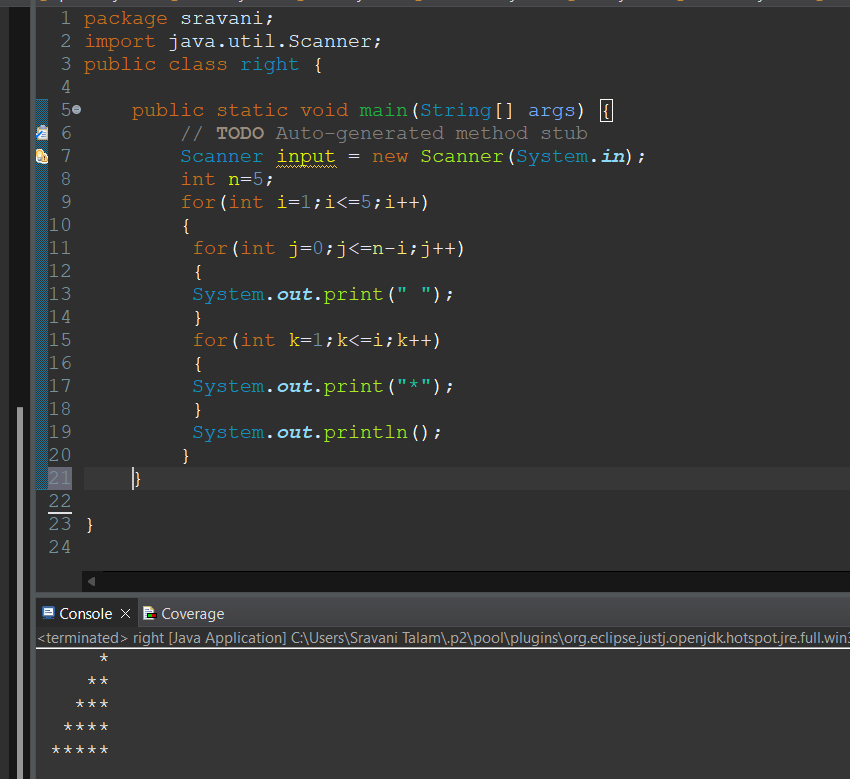 1 package sravani;
2 import java.util.Scanner;
3 public class right {
4
5 public static void main(String[] args) {
6 // TODO Auto-generated method stub
7 Scanner input = new Scanner(System.in);
8 int n=5;
9 for(int i=1;i<=5;i++)
10 {
11 for(int j=0;j<=n-i;j++)
12 {
13 System.out.print(" ");
14 }
15 for(int k=1;k<=i;k++)
16 {
17 System.out.print("*");
18 }
19 System.out.println();
20 }
21 }
22
23 }
24
Console Coverage
<terminated> right [Java Application] C:\Users\Sravani Talam\.p2\pool\plugins\org.eclipse.justj.openjdk.hotspot.jre.full.win3
*
**
***
****
*****